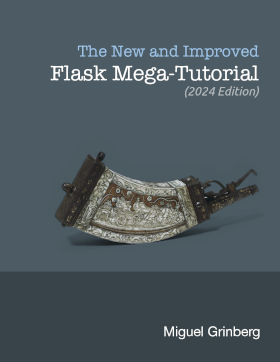 The New and Improved
Flask Mega-Tutorial
(2024 Edition)
Miguel Grinberg